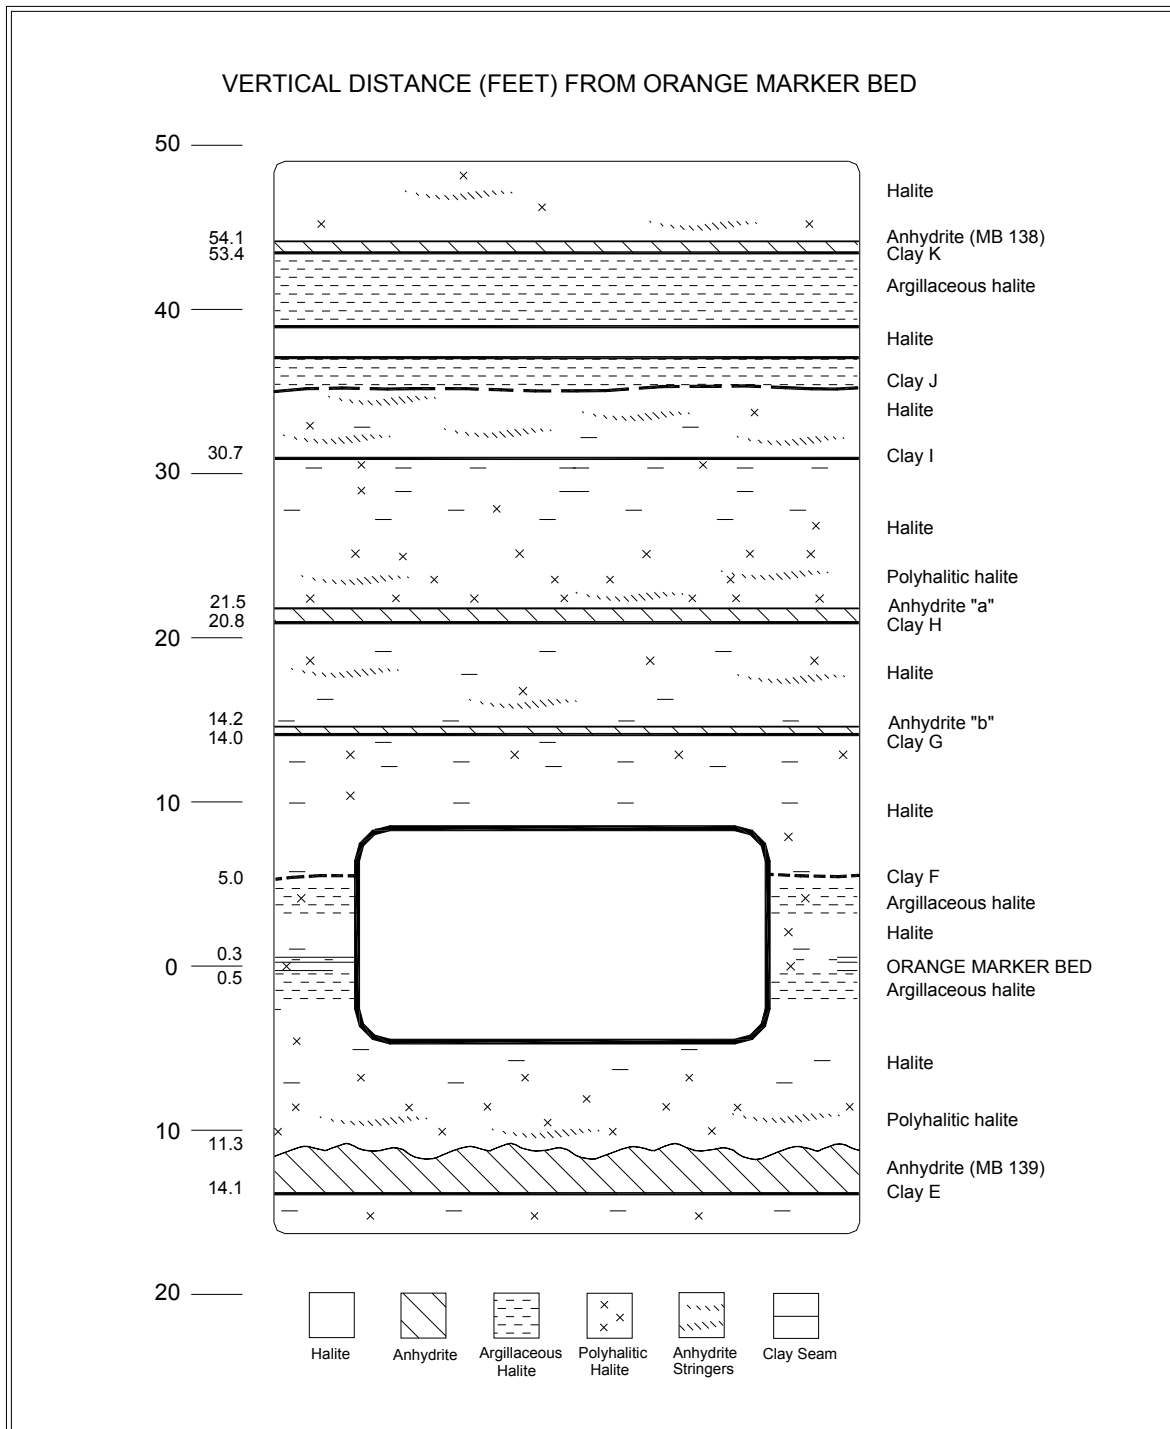 VERTICAL DISTANCE (FEET) FROM ORANGE MARKER BED
50
Halite
54.1
Anhydrite (MB 138)
53.4
Clay K
Argillaceous halite
40
Halite
Clay J
Halite
30.7
Clay I
30
Halite
Polyhalitic halite
21.5
Anhydrite "a"
20.8
Clay H
20
Halite
14.2
Anhydrite "b"
14.0
Clay G
10
Halite
5.0
Clay F
Argillaceous halite
Halite
0.3
0
ORANGE MARKER BED
0.5
Argillaceous halite
Halite
Polyhalitic halite
10
11.3
Anhydrite (MB 139)
14.1
Clay E
20
Halite
Anhydrite
Argillaceous
Halite
Polyhalitic
Halite
Anhydrite
Stringers
Clay Seam